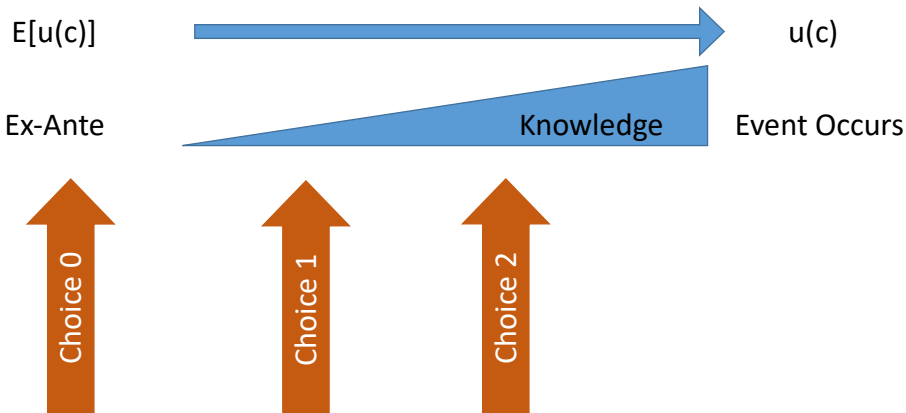 E[u(c)]
u(c)
Ex-Ante
Knowledge
Event Occurs
Choice 0
Choice 1
Choice 2